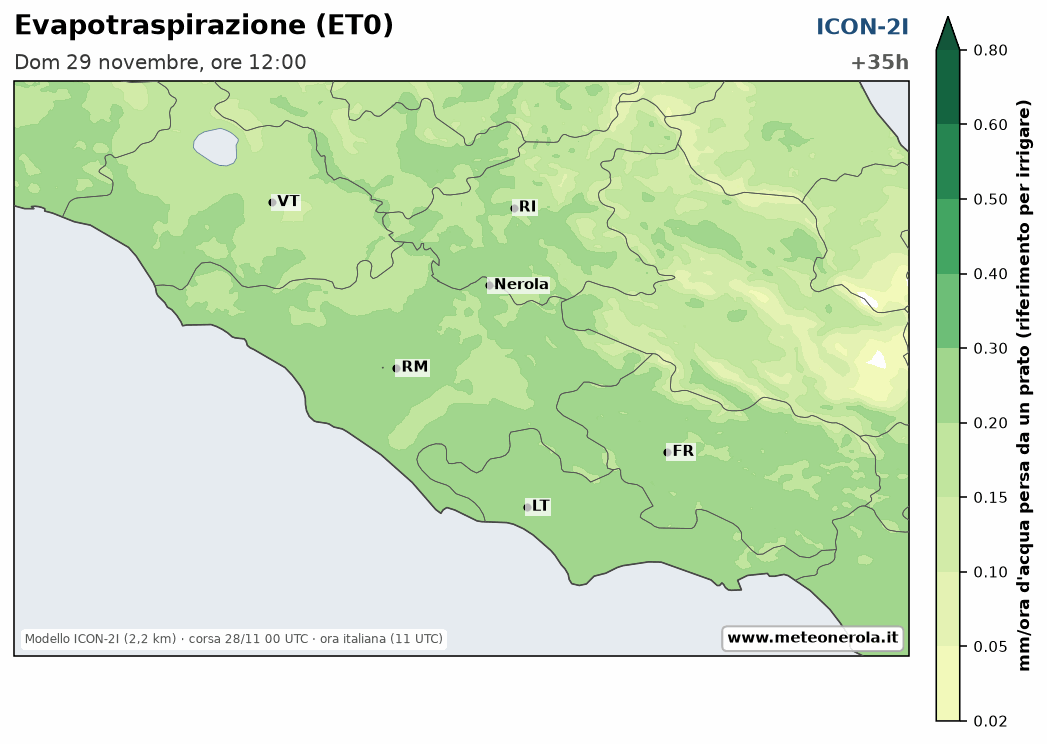 Evapotraspirazione (ET0)
ICON-2I
Dom 29 novembre, ore 12:00
+35h
VT
RI
Nerola
RM
FR
LT
Modello ICON-2I (2,2 km) · corsa 28/11 00 UTC · ora italiana (11 UTC)
www.meteonerola.it
0.80
0.60
0.50
0.40
0.30
0.20
0.15
0.10
0.05
0.02
mm/ora d'acqua persa da un prato (riferimento per irrigare)